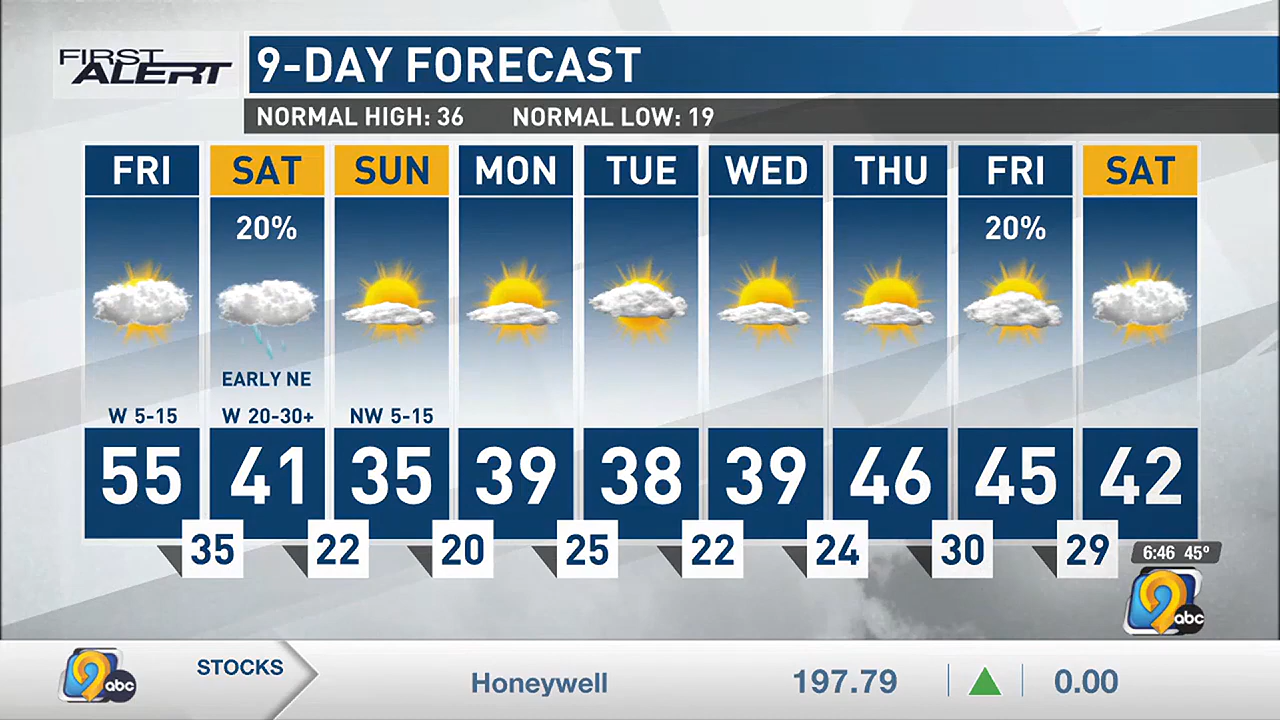 FIRST ALERT
9-DAY FORECAST
NORMAL HIGH: 36 NORMAL LOW: 19
FRI SAT SUN MON TUE WED THU FRI SAT
20% 20%
EARLY NE
W 5-15 W 20-30+ NW 5-15
55 41 35 39 38 39 46 45 42
35 22 20 25 22 24 30 29
6:46 45°
9 abc
9 abc STOCKS Honeywell 197.79 0.00